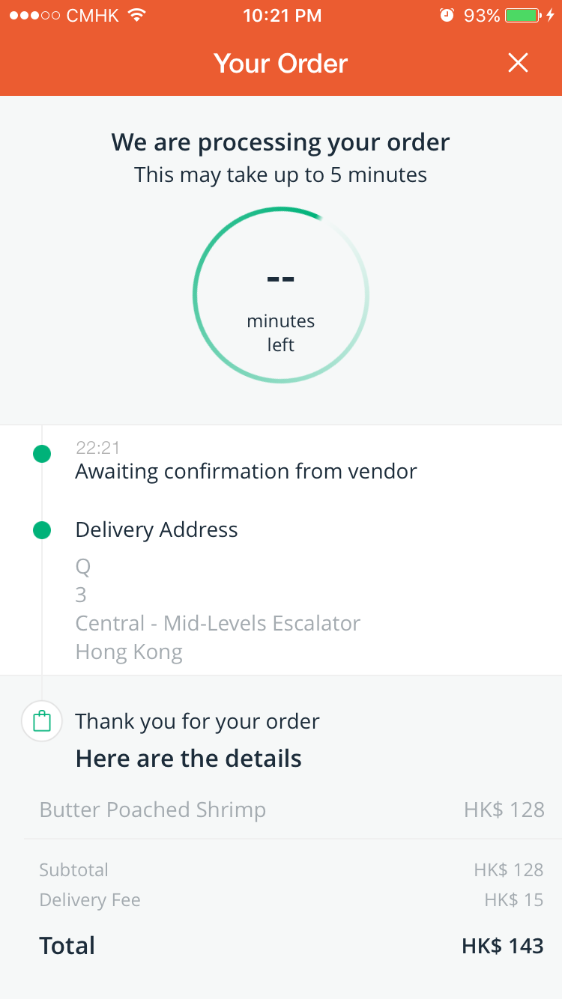 CMHK 10:21 PM 93%
Your Order
We are processing your order
This may take up to 5 minutes
--
minutes
left
22:21
Awaiting confirmation from vendor
Delivery Address
Q
3
Central - Mid-Levels Escalator
Hong Kong
Thank you for your order
Here are the details
Butter Poached Shrimp HK$ 128
Subtotal HK$ 128
Delivery Fee HK$ 15
Total HK$ 143